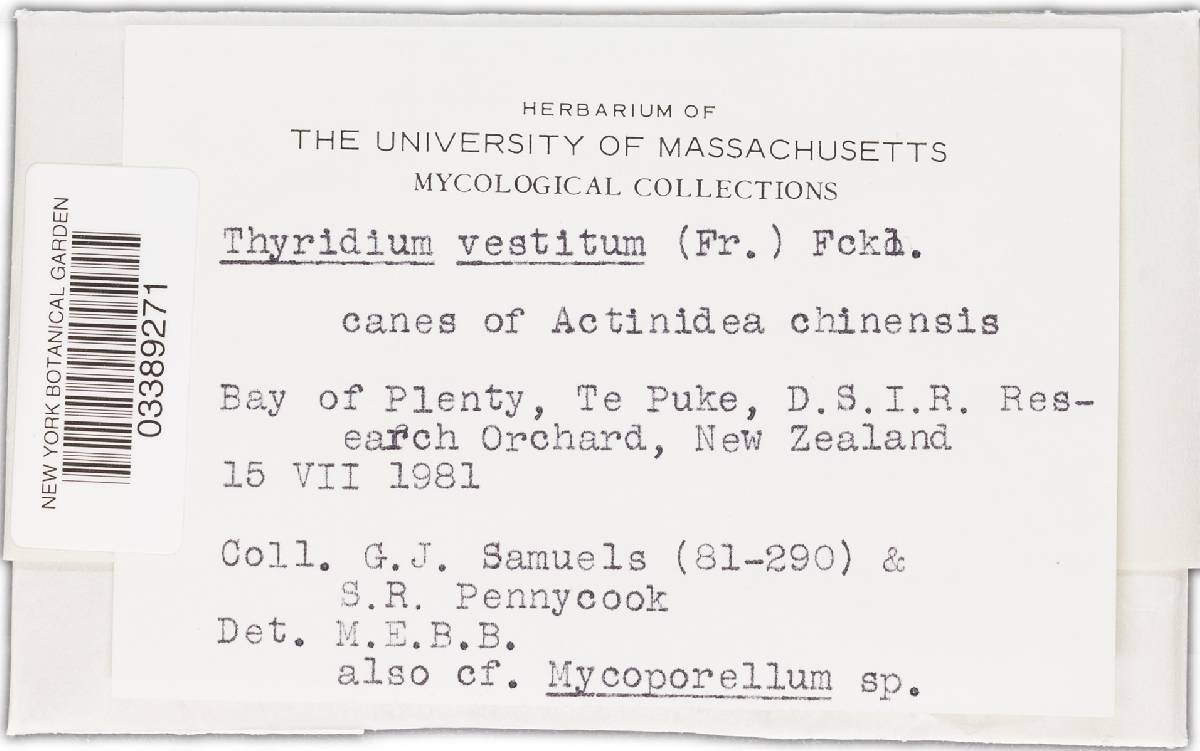 HERBARIUM OF
THE UNIVERSITY OF MASSACHUSETTS
MYCOLOGICAL COLLECTIONS
Thyridium vestitum (Fr.) Fckl.
canes of Actinidea chinensis
Bay of Plenty, Te Puke, D.S.I.R. Res-
earch Orchard, New Zealand
15 VII 1981
Coll. G.J. Samuels (81-290) &
S.R. Pennycook
Det. M.E.B.B.
also cf. Mycoporellum sp.
NEW YORK BOTANICAL GARDEN
03389271